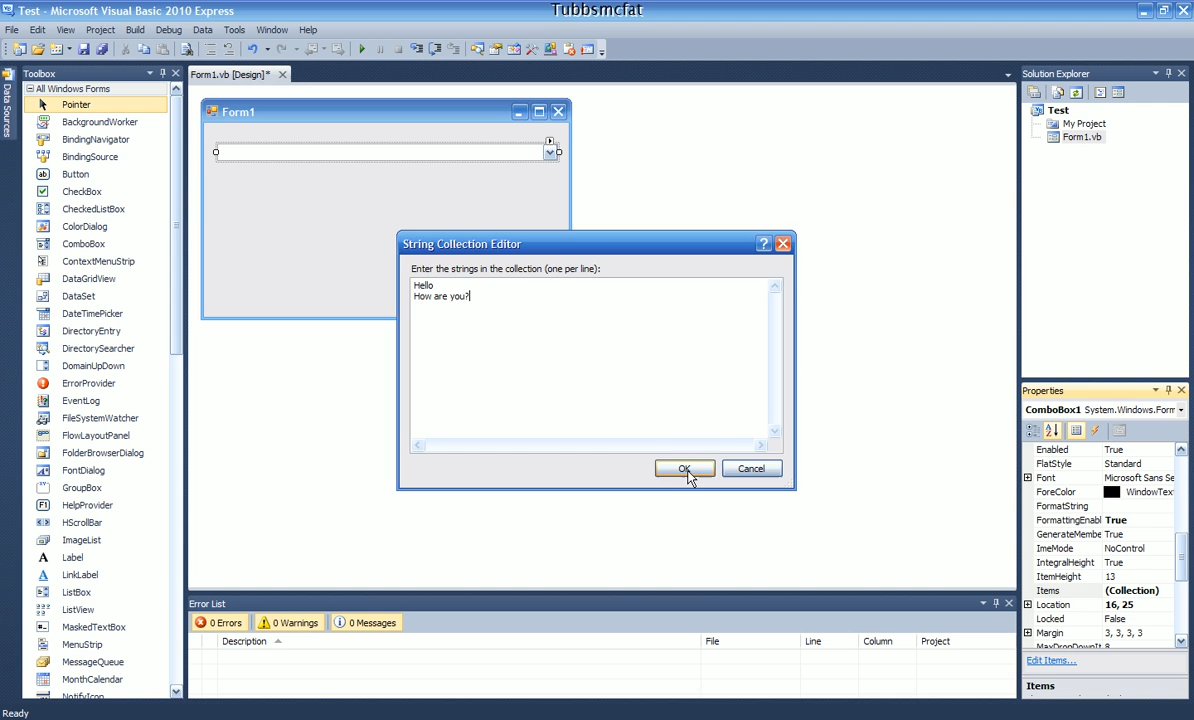 Test - Microsoft Visual Basic 2010 Express
Tubbsmcfat
File Edit View Project Build Debug Data Tools Window Help
Data Sources
Toolbox
All Windows Forms
Pointer
BackgroundWorker
BindingNavigator
BindingSource
Button
CheckBox
CheckedListBox
ColorDialog
ComboBox
ContextMenuStrip
DataGridView
DataSet
DateTimePicker
DirectoryEntry
DirectorySearcher
DomainUpDown
ErrorProvider
EventLog
FileSystemWatcher
FlowLayoutPanel
FolderBrowserDialog
FontDialog
GroupBox
HelpProvider
HScrollBar
ImageList
Label
LinkLabel
ListBox
ListView
MaskedTextBox
MenuStrip
MessageQueue
MonthCalendar
NotifyIcon
Form1.vb [Design]*
Form1
String Collection Editor
Enter the strings in the collection (one per line):
Hello
How are you?
OK Cancel
Error List
0 Errors 0 Warnings 0 Messages
Description File Line Column Project
Solution Explorer
Test
My Project
Form1.vb
Properties
ComboBox1 System.Windows.Form
Enabled True
FlatStyle Standard
Font Microsoft Sans Se
ForeColor WindowText
FormatString
FormattingEnabl True
GenerateMembe True
ImeMode NoControl
IntegralHeight True
ItemHeight 13
Items (Collection)
Location 16, 25
Locked False
Margin 3, 3, 3, 3
MaxDropDownIt 8
Edit Items...
Items
Ready